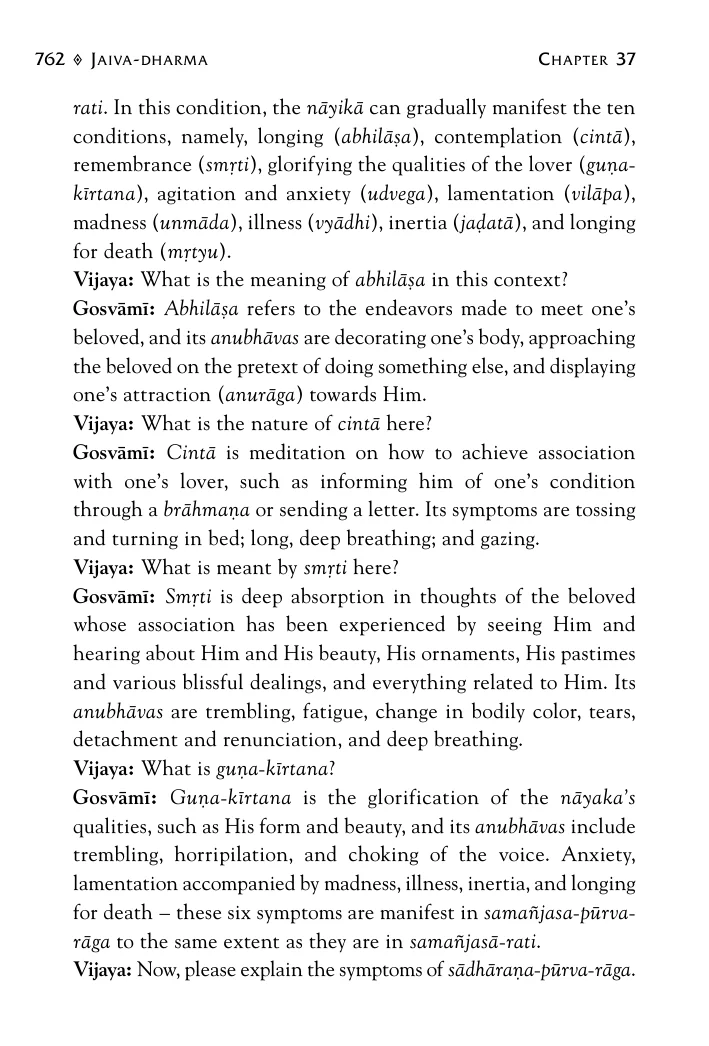 762 ◈ JAIVA-DHARMA CHAPTER 37
rati. In this condition, the nāyikā can gradually manifest the ten
conditions, namely, longing (abhilāṣa), contemplation (cintā),
remembrance (smṛti), glorifying the qualities of the lover (guṇa-
kīrtana), agitation and anxiety (udvega), lamentation (vilāpa),
madness (unmāda), illness (vyādhi), inertia (jaḍatā), and longing
for death (mṛtyu).
Vijaya: What is the meaning of abhilāṣa in this context?
Gosvāmī: Abhilāṣa refers to the endeavors made to meet one's
beloved, and its anubhāvas are decorating one's body, approaching
the beloved on the pretext of doing something else, and displaying
one's attraction (anurāga) towards Him.
Vijaya: What is the nature of cintā here?
Gosvāmī: Cintā is meditation on how to achieve association
with one's lover, such as informing him of one's condition
through a brāhmaṇa or sending a letter. Its symptoms are tossing
and turning in bed; long, deep breathing; and gazing.
Vijaya: What is meant by smṛti here?
Gosvāmī: Smṛti is deep absorption in thoughts of the beloved
whose association has been experienced by seeing Him and
hearing about Him and His beauty, His ornaments, His pastimes
and various blissful dealings, and everything related to Him. Its
anubhāvas are trembling, fatigue, change in bodily color, tears,
detachment and renunciation, and deep breathing.
Vijaya: What is guṇa-kīrtana?
Gosvāmī: Guṇa-kīrtana is the glorification of the nāyaka's
qualities, such as His form and beauty, and its anubhāvas include
trembling, horripilation, and choking of the voice. Anxiety,
lamentation accompanied by madness, illness, inertia, and longing
for death – these six symptoms are manifest in samañjasa-pūrva-
rāga to the same extent as they are in samañjasā-rati.
Vijaya: Now, please explain the symptoms of sādhāraṇa-pūrva-rāga.